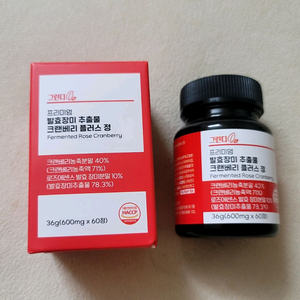 그린디
프리미엄
발효장미 추출물
크랜베리 플러스 정
Fermented Rose Cranberry
크랜베리농축분말 40%
(크랜베리농축액 71%)
로즈에센스 발효 장미분말 10%
(발효장미추출물 78.3%)
HACCP
36g(600mg x 60정)
그린디
프리미엄
발효장미 추출물
크랜베리 플러스 정
Fermented Rose Cranberry
크랜베리농축분말 40%
(크랜베리농축액 71%)
로즈에센스 발효 장미분말 10%
(발효장미추출물 78.3%)
36g(600mg x 60정)